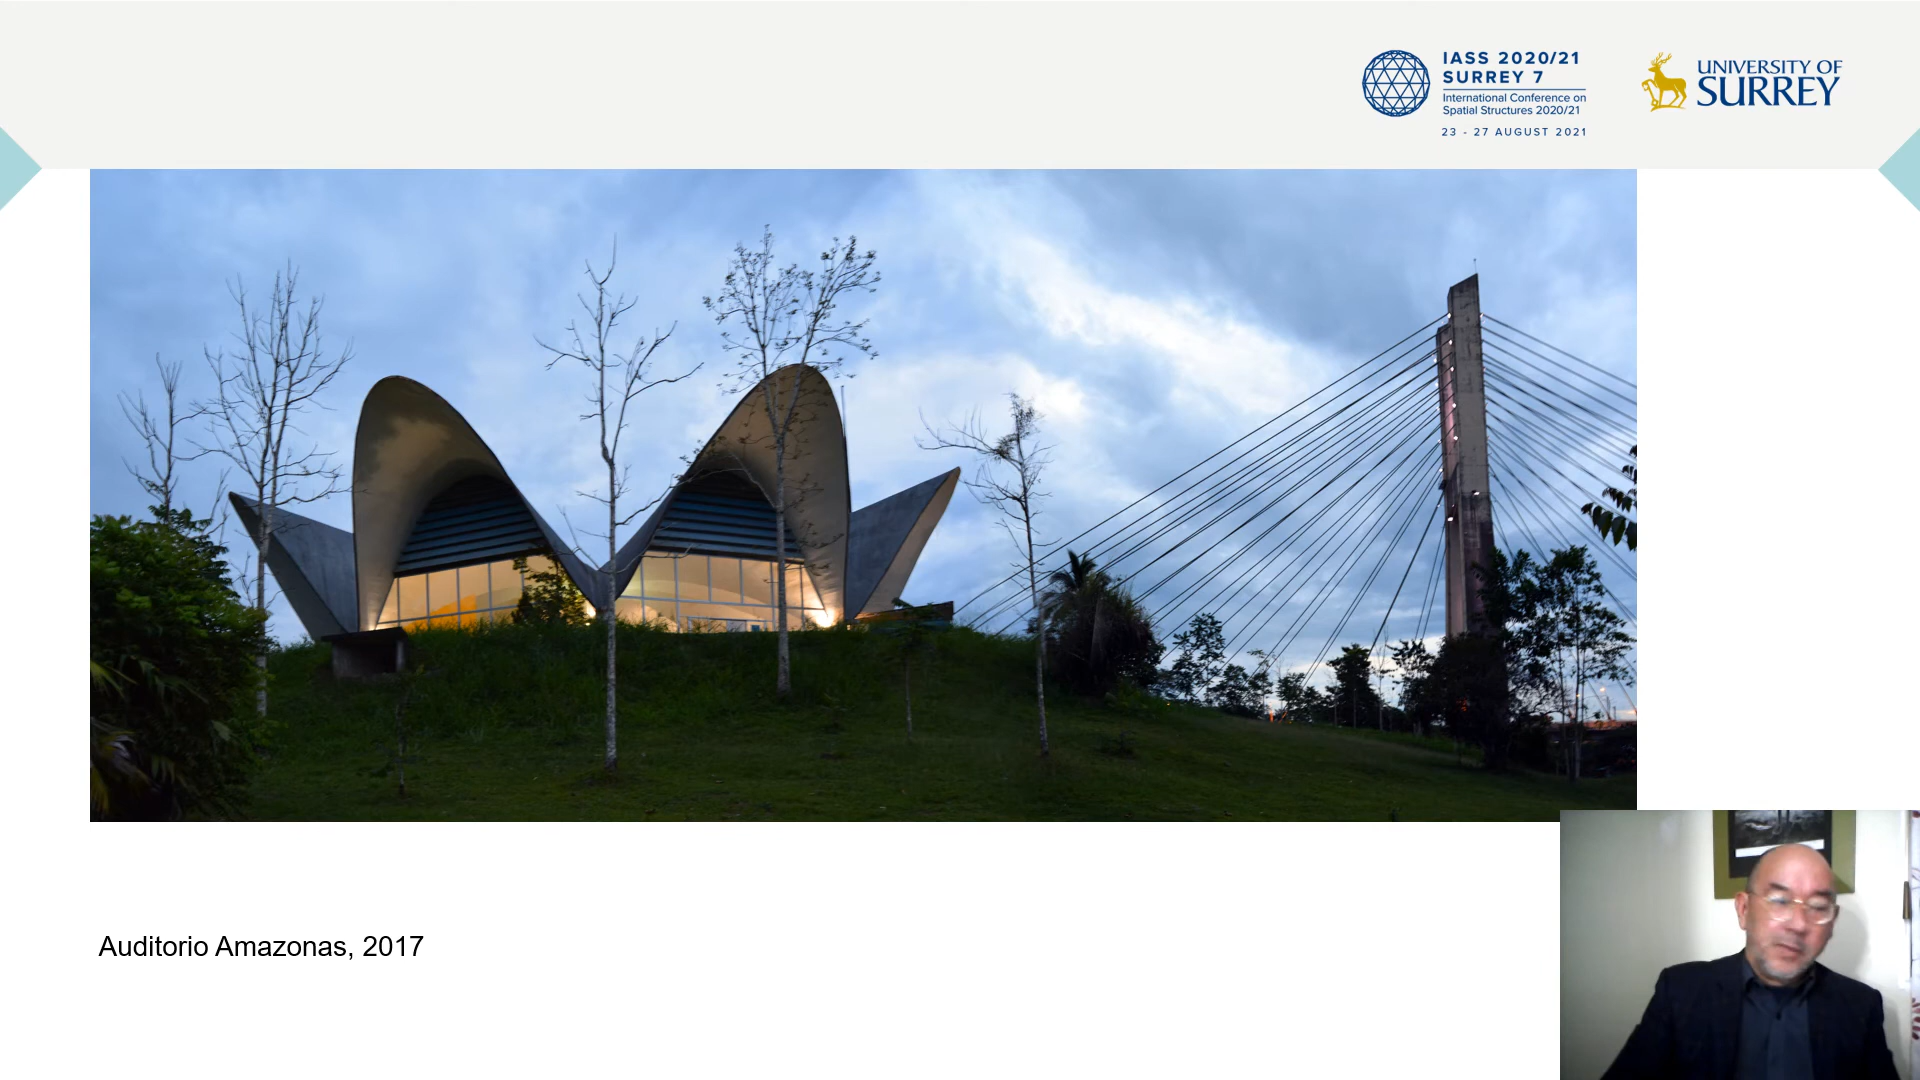 IASS 2020/21
SURREY 7
International Conference on
Spatial Structures 2020/21
23 - 27 AUGUST 2021
UNIVERSITY OF
SURREY
Auditorio Amazonas, 2017